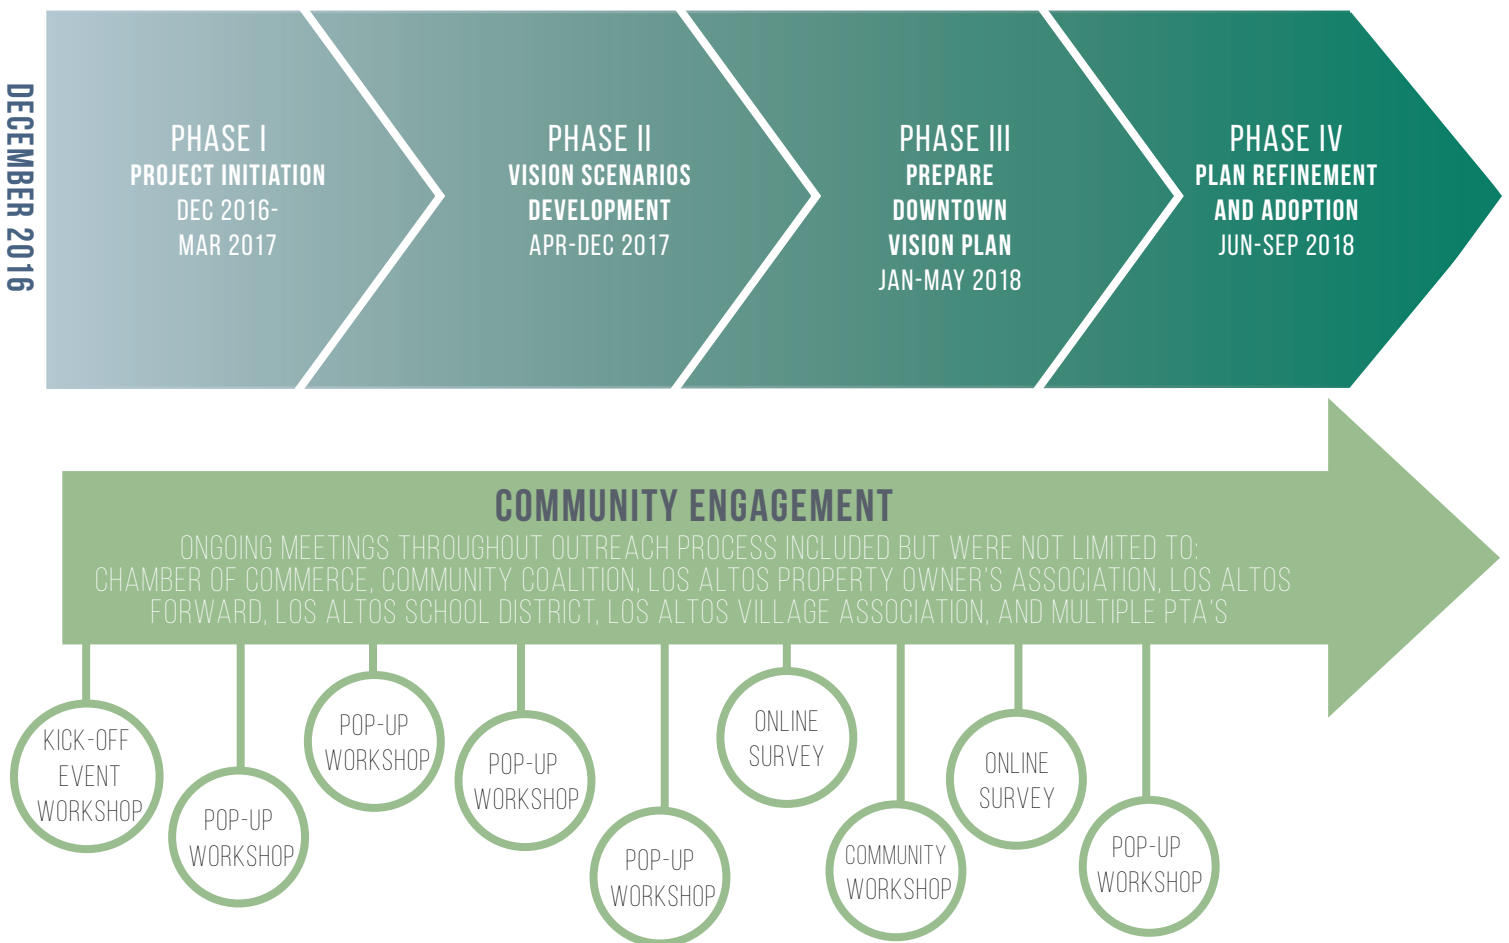 DECEMBER 2016
PHASE I
PROJECT INITIATION
DEC 2016-
MAR 2017
PHASE II
VISION SCENARIOS
DEVELOPMENT
APR-DEC 2017
PHASE III
PREPARE
DOWNTOWN
VISION PLAN
JAN-MAY 2018
PHASE IV
PLAN REFINEMENT
AND ADOPTION
JUN-SEP 2018
COMMUNITY ENGAGEMENT
ONGOING MEETINGS THROUGHOUT OUTREACH PROCESS INCLUDED BUT WERE NOT LIMITED TO:
CHAMBER OF COMMERCE, COMMUNITY COALITION, LOS ALTOS PROPERTY OWNER'S ASSOCIATION, LOS ALTOS
FORWARD, LOS ALTOS SCHOOL DISTRICT, LOS ALTOS VILLAGE ASSOCIATION, AND MULTIPLE PTA'S
KICK-OFF
EVENT
WORKSHOP
POP-UP
WORKSHOP
POP-UP
WORKSHOP
POP-UP
WORKSHOP
POP-UP
WORKSHOP
ONLINE
SURVEY
COMMUNITY
WORKSHOP
ONLINE
SURVEY
POP-UP
WORKSHOP